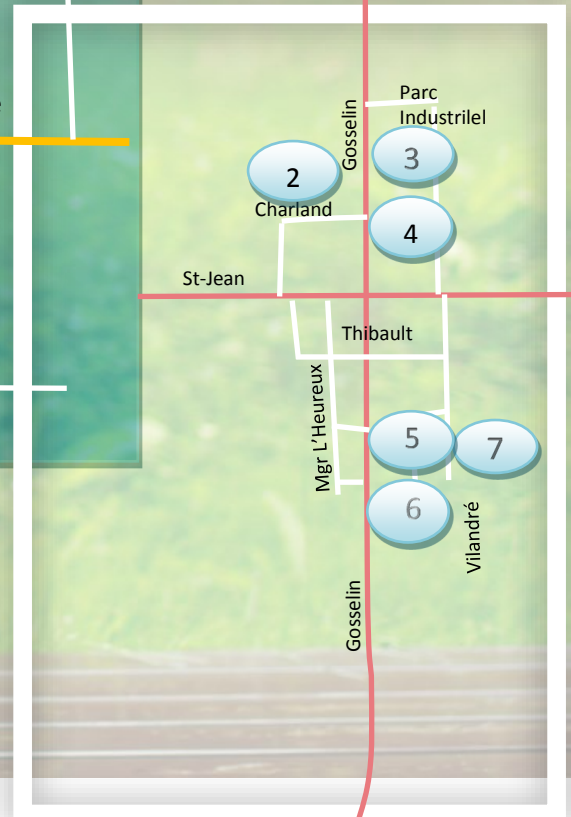 Parc
Industrilel
Gosselin
3
2
Charland
4
St-Jean
Thibault
Mgr L'Heureux
5
7
6
Vilandré
Gosselin